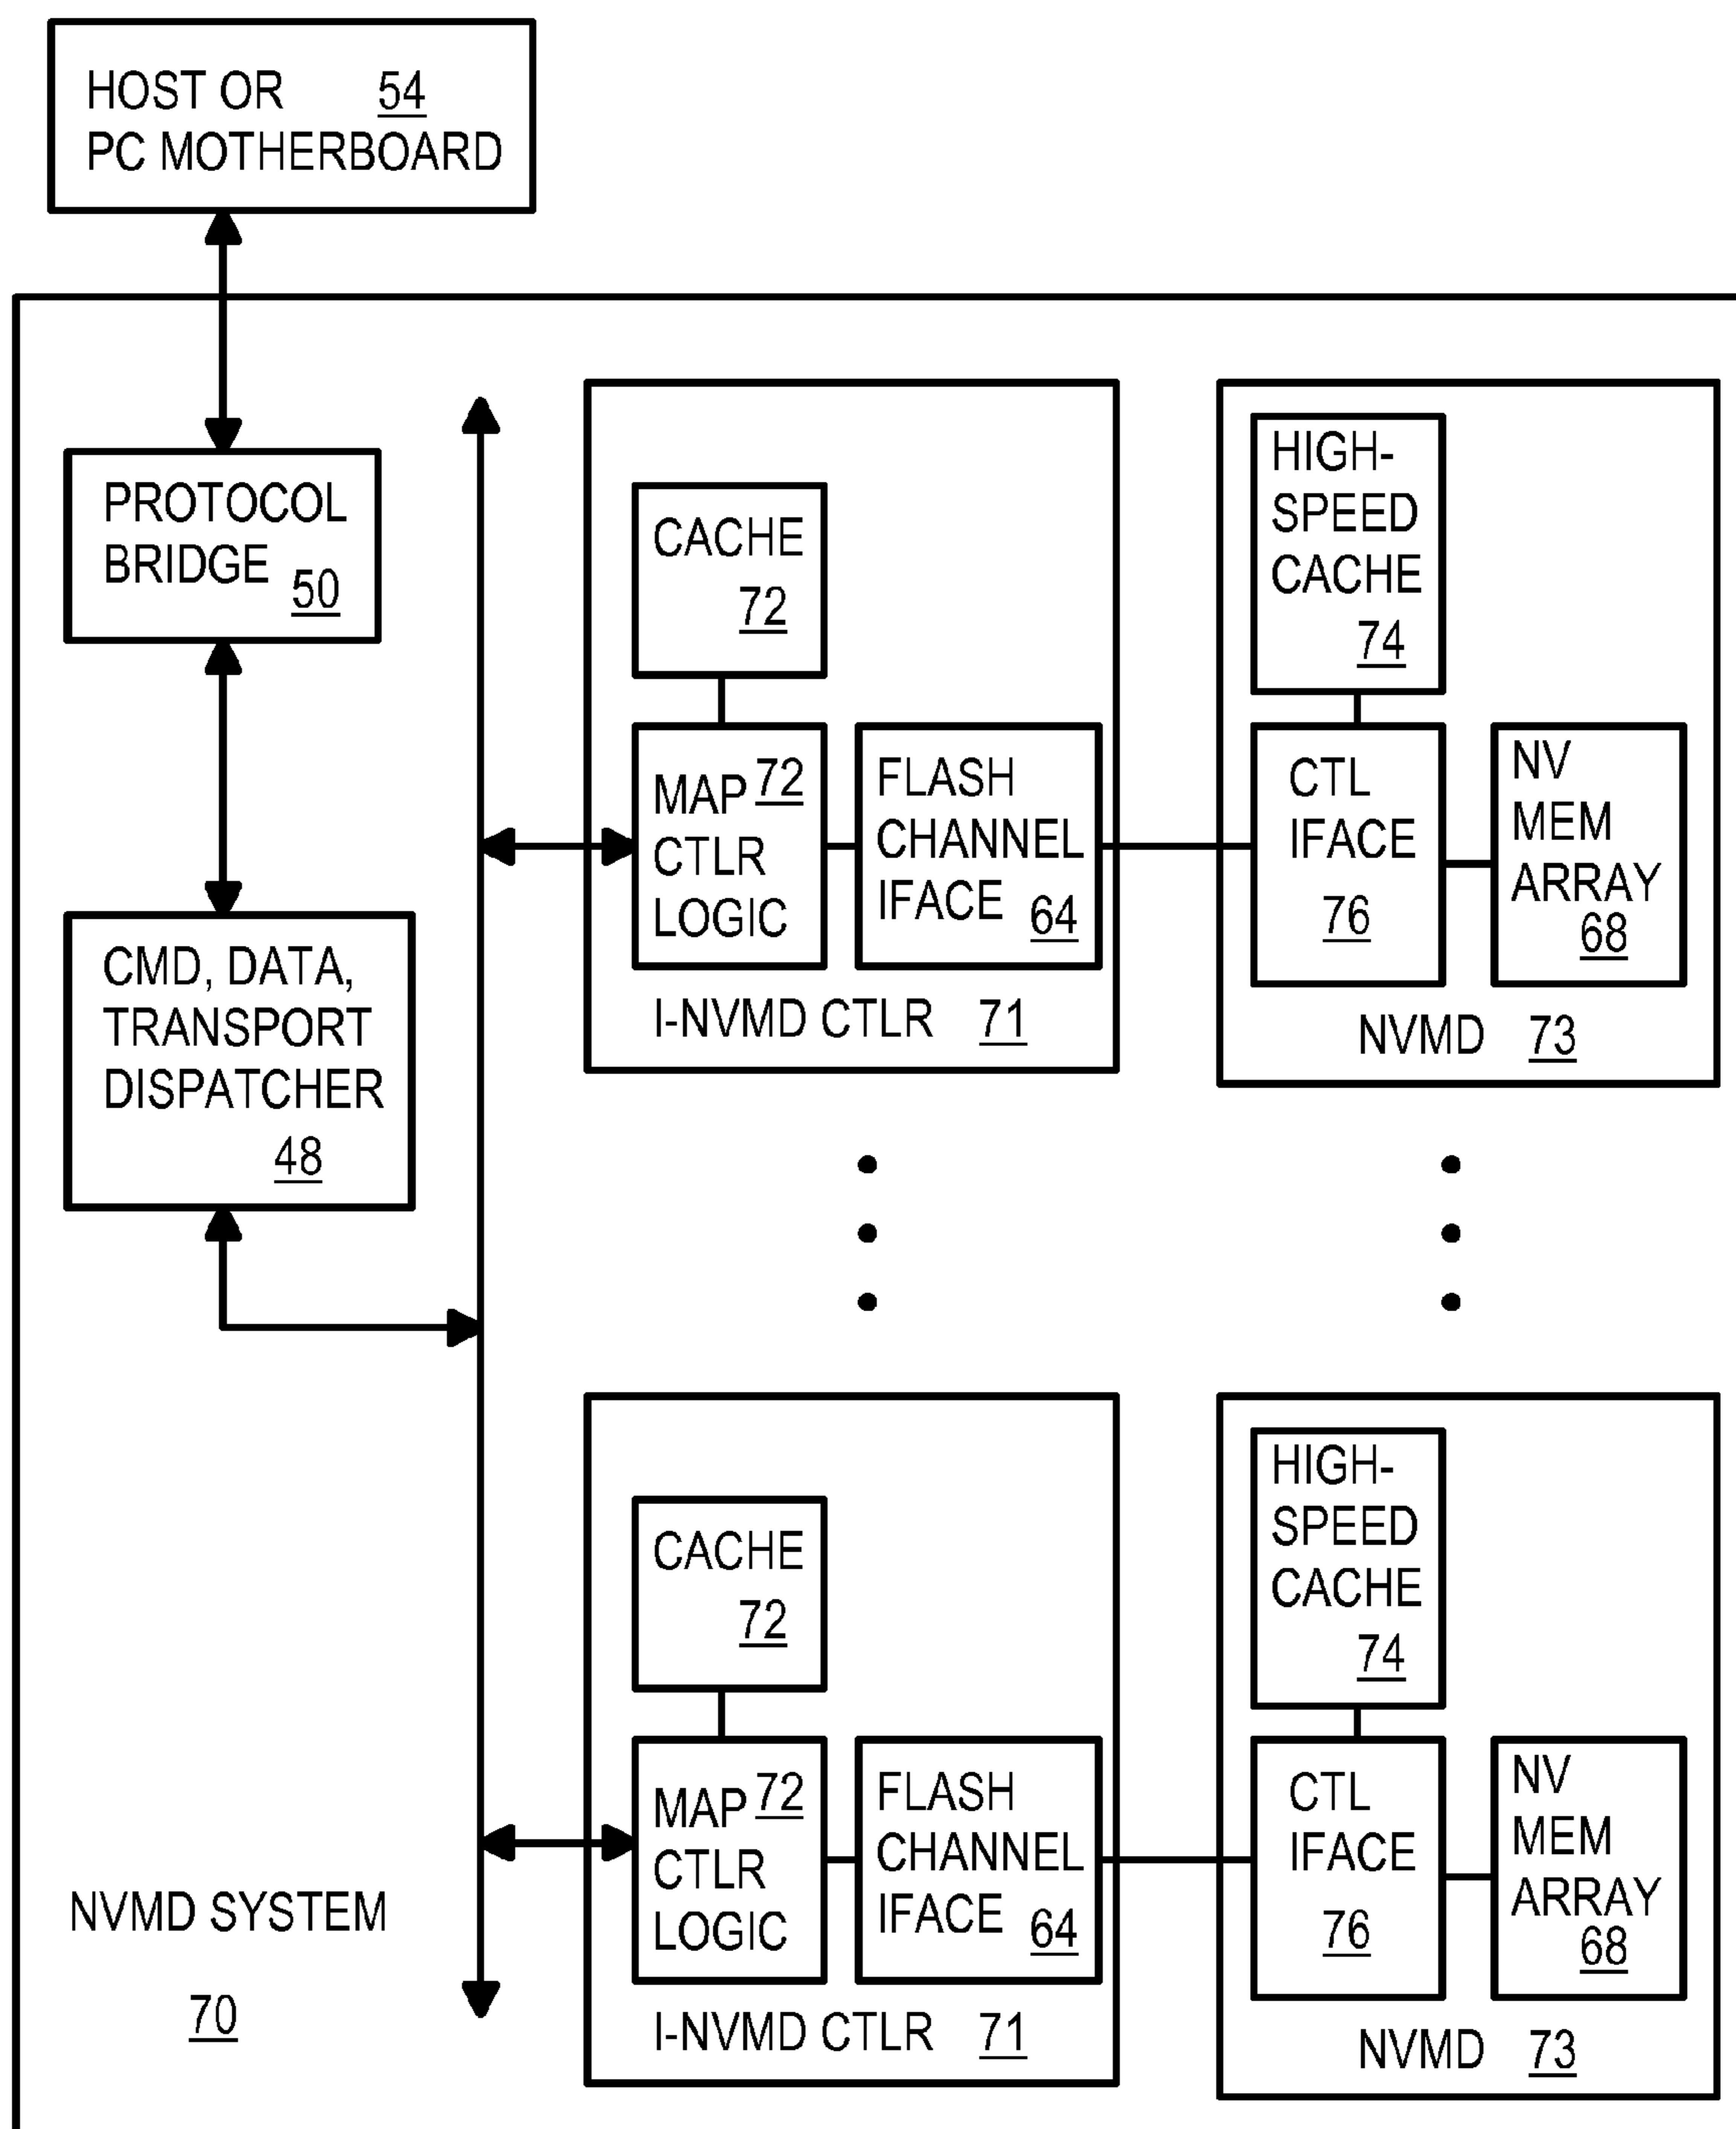 HOST OR 54
PC MOTHERBOARD
PROTOCOL
BRIDGE 50
CMD, DATA,
TRANSPORT
DISPATCHER
48
CACHE
72
MAP 72
CTLR
LOGIC
FLASH
CHANNEL
IFACE 64
I-NVMD CTLR 71
HIGH-
SPEED
CACHE
74
CTL
IFACE
76
NV
MEM
ARRAY
68
NVMD 73
CACHE
72
MAP 72
CTLR
LOGIC
FLASH
CHANNEL
IFACE 64
I-NVMD CTLR 71
HIGH-
SPEED
CACHE
74
CTL
IFACE
76
NV
MEM
ARRAY
68
NVMD 73
NVMD SYSTEM
70